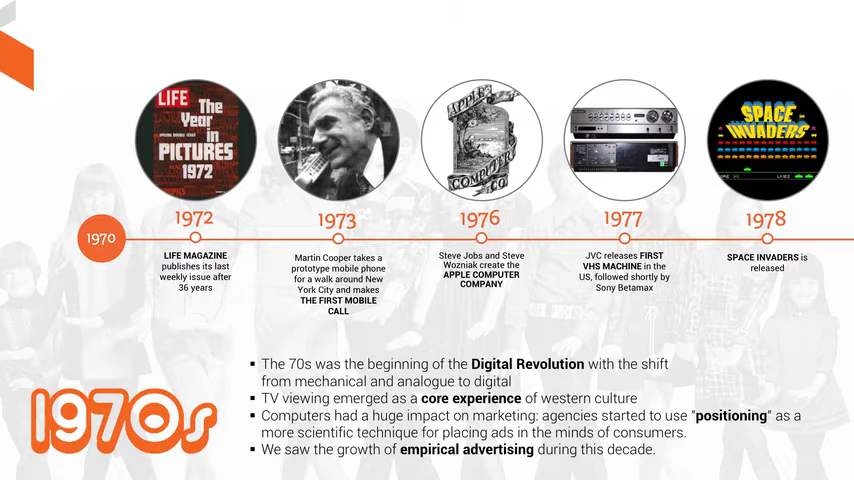 LIFE
The
Year
SPECIAL DOUBLE ISSUE
in
PICTURES
1972
APPLE
COMPUTER
CO
SPACE
INVADERS
1970
1972
1973
1976
1977
1978
LIFE MAGAZINE
publishes its last
weekly issue after
36 years
Martin Cooper takes a
prototype mobile phone
for a walk around New
York City and makes
THE FIRST MOBILE
CALL
Steve Jobs and Steve
Wozniak create the
APPLE COMPUTER
COMPANY
JVC releases FIRST
VHS MACHINE in the
US, followed shortly by
Sony Betamax
SPACE INVADERS is
released
1970s
▪ The 70s was the beginning of the Digital Revolution with the shift
from mechanical and analogue to digital
▪ TV viewing emerged as a core experience of western culture
▪ Computers had a huge impact on marketing: agencies started to use "positioning" as a
more scientific technique for placing ads in the minds of consumers.
▪ We saw the growth of empirical advertising during this decade.